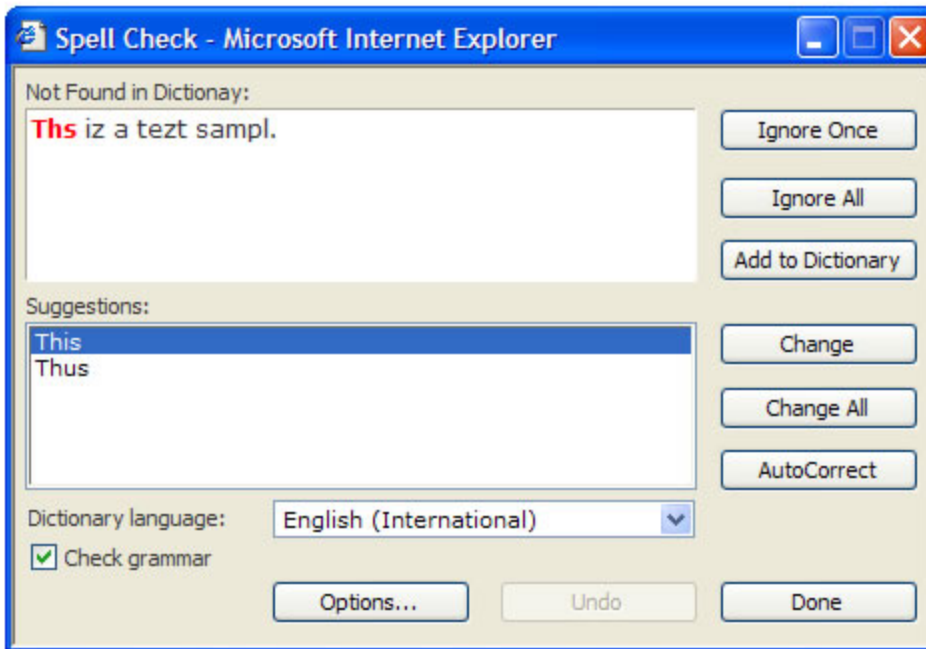 Spell Check - Microsoft Internet Explorer
Not Found in Dictionay:
Ths iz a tezt sampl.
Ignore Once
Ignore All
Add to Dictionary
Suggestions:
This
Thus
Change
Change All
AutoCorrect
Dictionary language: English (International)
Check grammar
Options... Undo Done